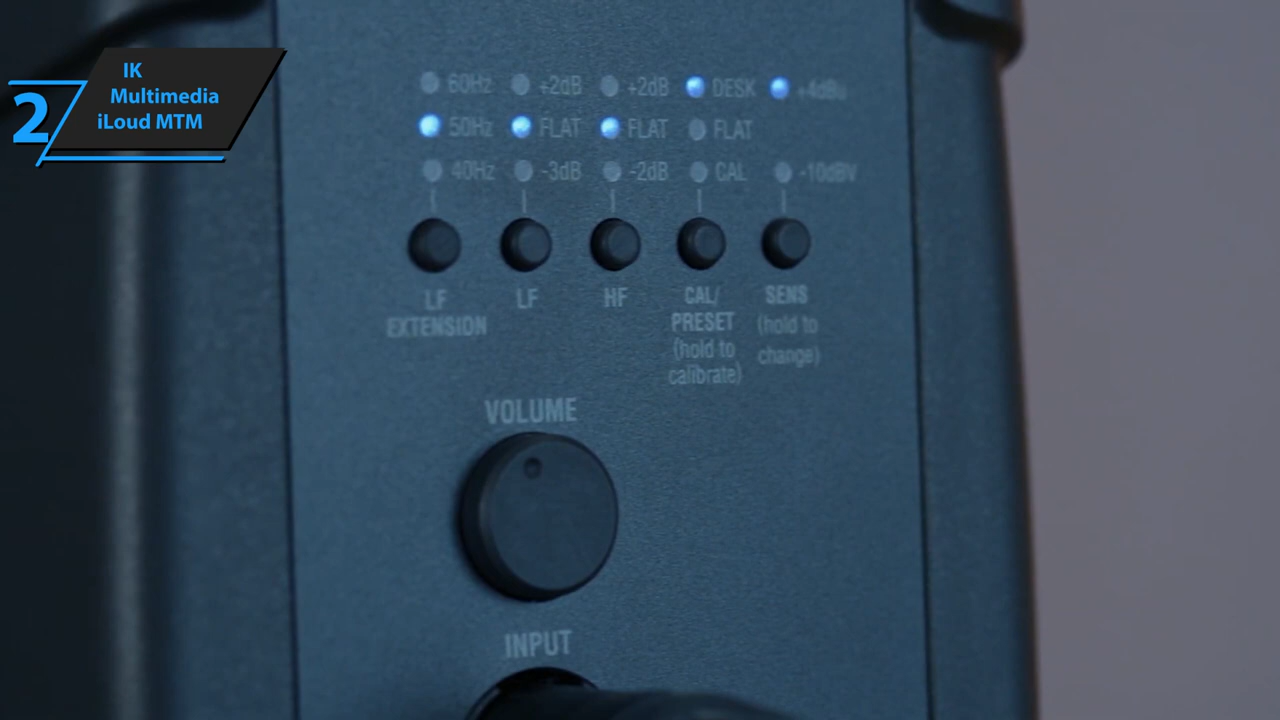 2
IK
Multimedia
iLoud MTM
60Hz +2dB +2dB DESK +4dBu
50Hz FLAT FLAT FLAT
40Hz -3dB -2dB CAL -10dBV
LF
EXTENSION
LF
HF
CAL/
PRESET
(hold to
calibrate)
SENS
(hold to
change)
VOLUME
INPUT